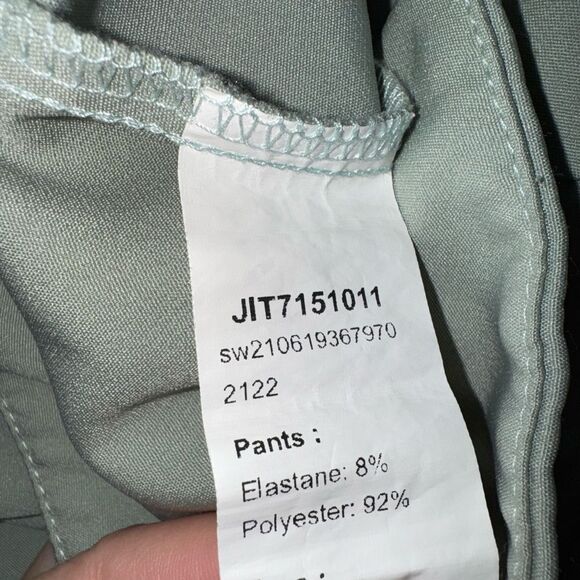 JIT7151011
sw210619367970
2122
Pants :
Elastane: 8%
Polyester: 92%